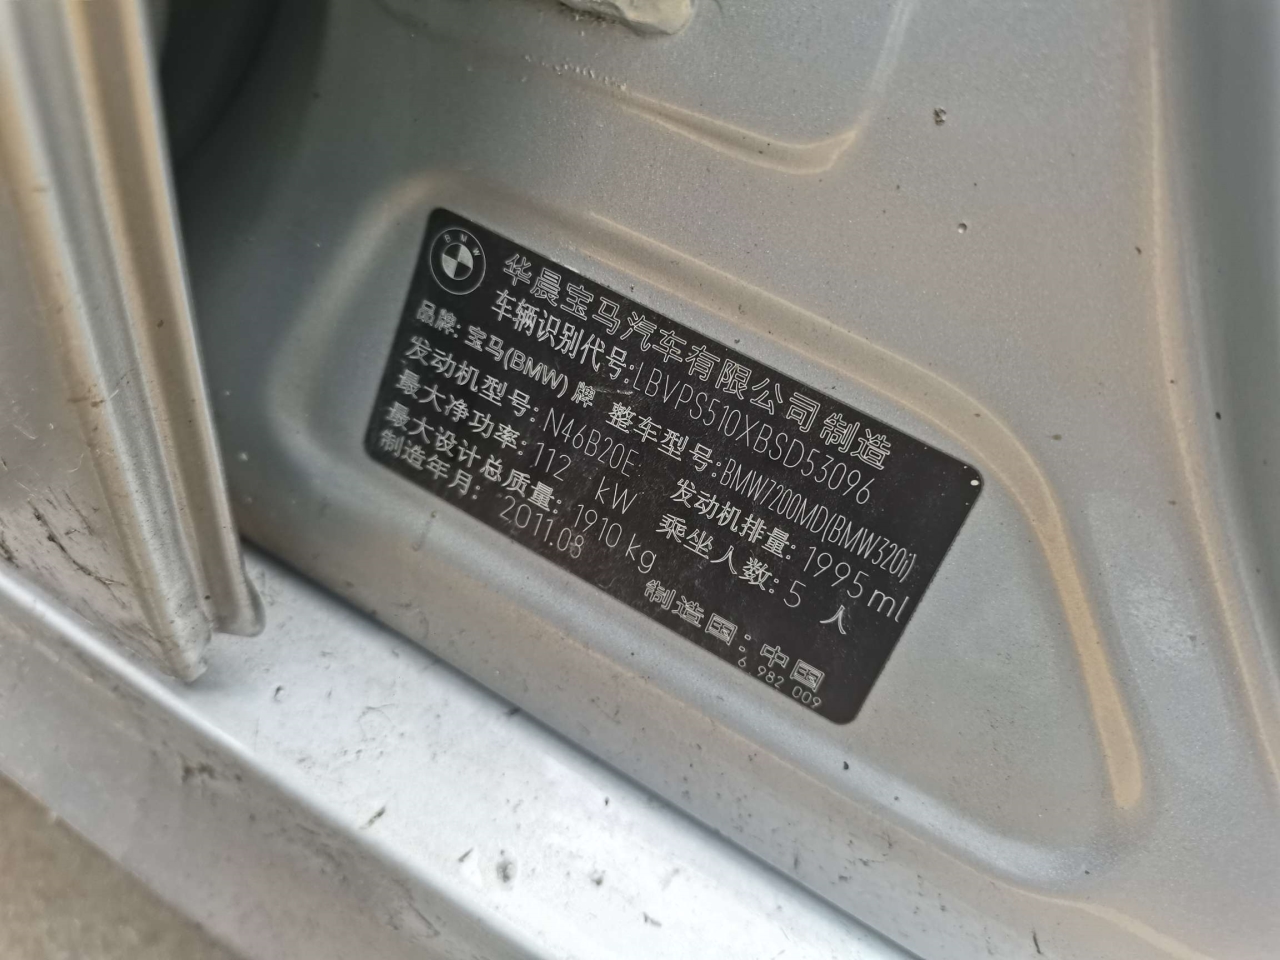 BMW
华晨宝马汽车有限公司 制造
车辆识别代号:LBVPS510XBSD53096
品牌: 宝马(BMW) 牌 整车型号:BMW7200MD(BMW320i)
发动机型号: N46B20E 发动机排量: 1995 ml
最大净功率: 112 kW 乘坐人数: 5 人
最大设计总质量: 1910 kg
制造年月: 2011.08 制造国: 中国
6 982 009